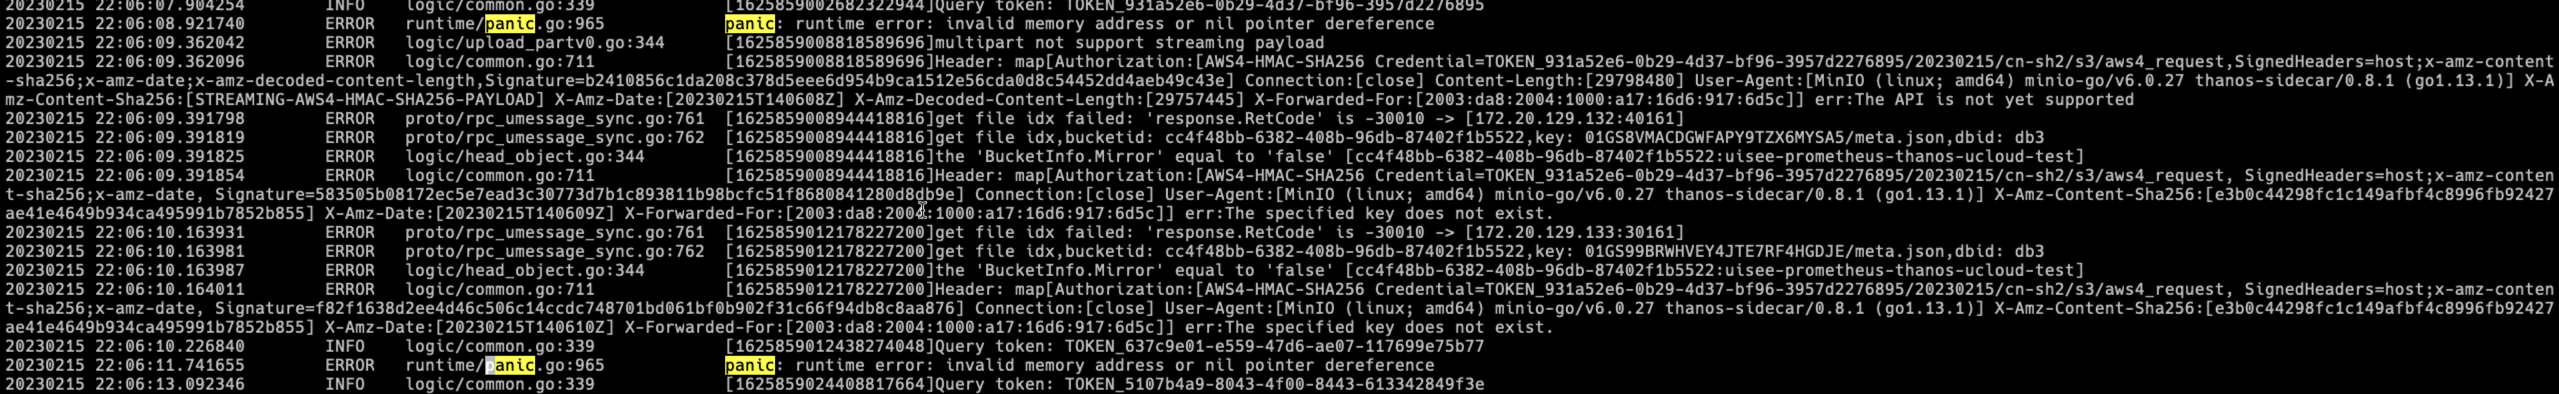 20230215 22:06:07.904254 INFO logic/common.go:339 [1625859002682322944]Query token: TOKEN_931a52e6-0b29-4d37-bf96-3957d2276895
20230215 22:06:08.921740 ERROR runtime/panic.go:965 panic: runtime error: invalid memory address or nil pointer dereference
20230215 22:06:09.362042 ERROR logic/upload_partv0.go:344 [1625859008818589696]multipart not support streaming payload
20230215 22:06:09.362096 ERROR logic/common.go:711 [1625859008818589696]Header: map[Authorization:[AWS4-HMAC-SHA256 Credential=TOKEN_931a52e6-0b29-4d37-bf96-3957d2276895/20230215/cn-sh2/s3/aws4_request,SignedHeaders=host;x-amz-content
-sha256;x-amz-date;x-amz-decoded-content-length,Signature=b2410856c1da208c378d5eee6d954b9ca1512e56cda0d8c54452dd4aeb49c43e] Connection:[close] Content-Length:[29798480] User-Agent:[MinIO (linux; amd64) minio-go/v6.0.27 thanos-sidecar/0.8.1 (go1.13.1)] X-A
mz-Content-Sha256:[STREAMING-AWS4-HMAC-SHA256-PAYLOAD] X-Amz-Date:[20230215T140608Z] X-Amz-Decoded-Content-Length:[29757445] X-Forwarded-For:[2003:da8:2004:1000:a17:16d6:917:6d5c]] err:The API is not yet supported
20230215 22:06:09.391798 ERROR proto/rpc_umessage_sync.go:761 [1625859008944418816]get file idx failed: 'response.RetCode' is -30010 -> [172.20.129.132:40161]
20230215 22:06:09.391819 ERROR proto/rpc_umessage_sync.go:762 [1625859008944418816]get file idx,bucketid: cc4f48bb-6382-408b-96db-87402f1b5522,key: 01GS8VMACDGWFAPY9TZX6MYSA5/meta.json,dbid: db3
20230215 22:06:09.391825 ERROR logic/head_object.go:344 [1625859008944418816]the 'BucketInfo.Mirror' equal to 'false' [cc4f48bb-6382-408b-96db-87402f1b5522:uisee-prometheus-thanos-ucloud-test]
20230215 22:06:09.391854 ERROR logic/common.go:711 [1625859008944418816]Header: map[Authorization:[AWS4-HMAC-SHA256 Credential=TOKEN_931a52e6-0b29-4d37-bf96-3957d2276895/20230215/cn-sh2/s3/aws4_request, SignedHeaders=host;x-amz-conten
t-sha256;x-amz-date, Signature=583505b08172ec5e7ead3c30773d7b1c893811b98bcfc51f8680841280d8db9e] Connection:[close] User-Agent:[MinIO (linux; amd64) minio-go/v6.0.27 thanos-sidecar/0.8.1 (go1.13.1)] X-Amz-Content-Sha256:[e3b0c44298fc1c149afbf4c8996fb92427
ae41e4649b934ca495991b7852b855] X-Amz-Date:[20230215T140609Z] X-Forwarded-For:[2003:da8:2004:1000:a17:16d6:917:6d5c]] err:The specified key does not exist.
20230215 22:06:10.163931 ERROR proto/rpc_umessage_sync.go:761 [1625859012178227200]get file idx failed: 'response.RetCode' is -30010 -> [172.20.129.133:30161]
20230215 22:06:10.163981 ERROR proto/rpc_umessage_sync.go:762 [1625859012178227200]get file idx,bucketid: cc4f48bb-6382-408b-96db-87402f1b5522,key: 01GS99BRWHVEY4JTE7RF4HGDJE/meta.json,dbid: db3
20230215 22:06:10.163987 ERROR logic/head_object.go:344 [1625859012178227200]the 'BucketInfo.Mirror' equal to 'false' [cc4f48bb-6382-408b-96db-87402f1b5522:uisee-prometheus-thanos-ucloud-test]
20230215 22:06:10.164011 ERROR logic/common.go:711 [1625859012178227200]Header: map[Authorization:[AWS4-HMAC-SHA256 Credential=TOKEN_931a52e6-0b29-4d37-bf96-3957d2276895/20230215/cn-sh2/s3/aws4_request, SignedHeaders=host;x-amz-conten
t-sha256;x-amz-date, Signature=f82f1638d2ee4d46c506c14ccdc748701bd061bf0b902f31c66f94db8c8aa876] Connection:[close] User-Agent:[MinIO (linux; amd64) minio-go/v6.0.27 thanos-sidecar/0.8.1 (go1.13.1)] X-Amz-Content-Sha256:[e3b0c44298fc1c149afbf4c8996fb92427
ae41e4649b934ca495991b7852b855] X-Amz-Date:[20230215T140610Z] X-Forwarded-For:[2003:da8:2004:1000:a17:16d6:917:6d5c]] err:The specified key does not exist.
20230215 22:06:10.226840 INFO logic/common.go:339 [1625859012438274048]Query token: TOKEN_637c9e01-e559-47d6-ae07-117699e75b77
20230215 22:06:11.741655 ERROR runtime/panic.go:965 panic: runtime error: invalid memory address or nil pointer dereference
20230215 22:06:13.092346 INFO logic/common.go:339 [1625859024408817664]Query token: TOKEN_5107b4a9-8043-4f00-8443-613342849f3e